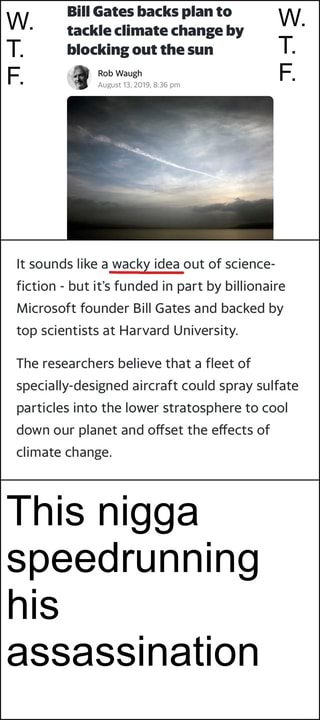 W.
T.
F.
Bill Gates backs plan to
tackle climate change by
blocking out the sun
Rob Waugh
August 13, 2019, 8:36 pm
W.
T.
F.
It sounds like a wacky idea out of science-
fiction - but it's funded in part by billionaire
Microsoft founder Bill Gates and backed by
top scientists at Harvard University.
The researchers believe that a fleet of
specially-designed aircraft could spray sulfate
particles into the lower stratosphere to cool
down our planet and offset the effects of
climate change.
This nigga
speedrunning
his
assassination